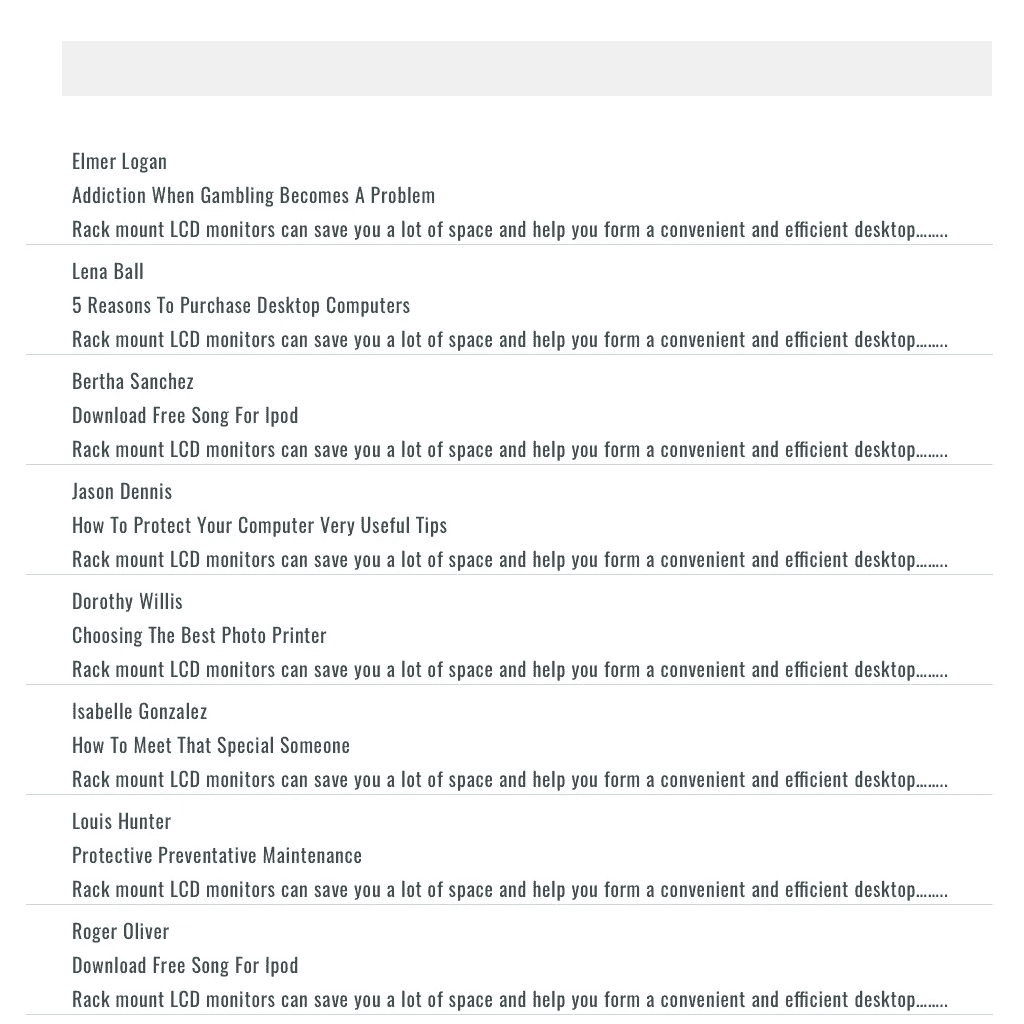 Elmer Logan
Addiction When Gambling Becomes A Problem
Rack mount LCD monitors can save you a lot of space and help you form a convenient and efficient desktop……..
Lena Ball
5 Reasons To Purchase Desktop Computers
Rack mount LCD monitors can save you a lot of space and help you form a convenient and efficient desktop……..
Bertha Sanchez
Download Free Song For Ipod
Rack mount LCD monitors can save you a lot of space and help you form a convenient and efficient desktop……..
Jason Dennis
How To Protect Your Computer Very Useful Tips
Rack mount LCD monitors can save you a lot of space and help you form a convenient and efficient desktop……..
Dorothy Willis
Choosing The Best Photo Printer
Rack mount LCD monitors can save you a lot of space and help you form a convenient and efficient desktop……..
Isabelle Gonzalez
How To Meet That Special Someone
Rack mount LCD monitors can save you a lot of space and help you form a convenient and efficient desktop……..
Louis Hunter
Protective Preventative Maintenance
Rack mount LCD monitors can save you a lot of space and help you form a convenient and efficient desktop……..
Roger Oliver
Download Free Song For Ipod
Rack mount LCD monitors can save you a lot of space and help you form a convenient and efficient desktop……..